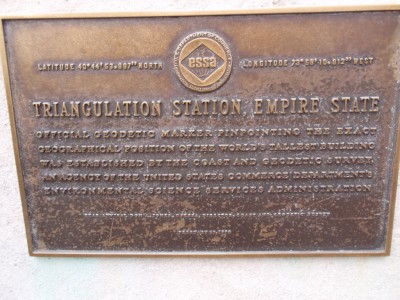 essa
LATITUDE 40° 44' 53.997" NORTH LONGITUDE 73° 59' 10.812" WEST
TRIANGULATION STATION, EMPIRE STATE
OFFICIAL GEODETIC MARKER PINPOINTING THE EXACT
GEOGRAPHICAL POSITION OF THE WORLD'S TALLEST BUILDING
WAS ESTABLISHED BY THE COAST AND GEODETIC SURVEY
AN AGENCY OF THE UNITED STATES COMMERCE DEPARTMENT'S
ENVIRONMENTAL SCIENCE SERVICES ADMINISTRATION